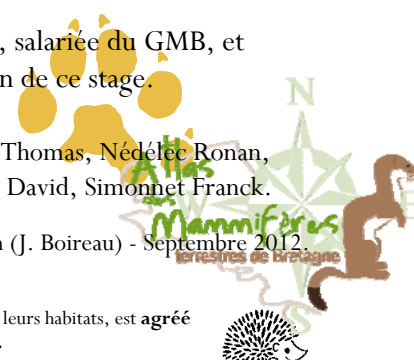 , salariée du GMB, et
n de ce stage.
N
Thomas, Nédélec Ronan,
David, Simonnet Franck.
Atlas
des
Mammifères
terrestres de Bretagne
n (J. Boireau) - Septembre 2012.
leurs habitats, est agréé